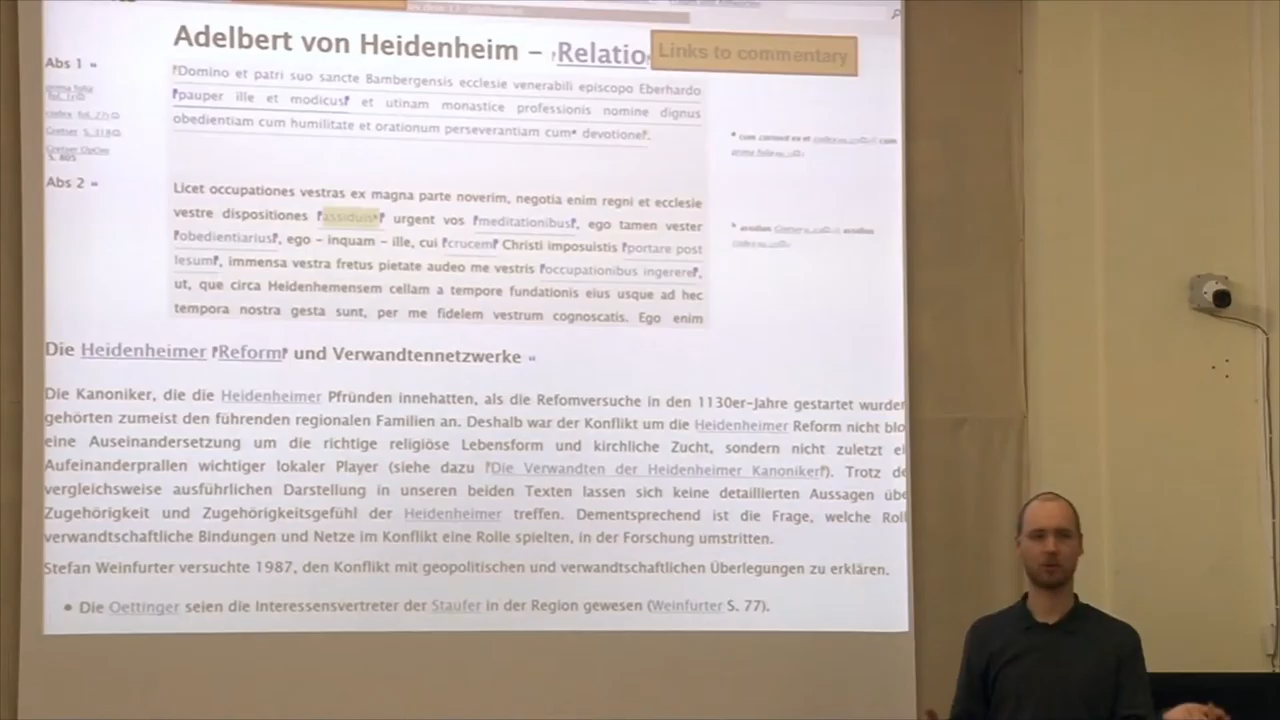 Adelbert von Heidenheim – Relatio
Links to commentary
Abs 1 »
Domino et patri suo sancte Bambergensis ecclesie venerabili episcopo Eberhardo
pauper ille et modicus et utinam monastice professionis nomine dignus
obedientiam cum humilitate et orationum perseverantiam cum* devotione.
prima folia
Gretser S. 318
Gretser OpOm
S. 805
Abs 2 »
Licet occupationes vestras ex magna parte noverim, negotia enim regni et ecclesie
vestre dispositiones assiduis* urgent vos meditationibus, ego tamen vester
obedientiarius, ego – inquam – ille, cui crucem Christi imposuistis portare post
Iesum, immensa vestra fretus pietate audeo me vestris occupationibus ingerere,
ut, que circa Heidenhemensem cellam a tempore fundationis eius usque ad hec
tempora nostra gesta sunt, per me fidelem vestrum cognoscatis. Ego enim
Die Heidenheimer Reform und Verwandtennetzwerke »
Die Kanoniker, die die Heidenheimer Pfründen innehatten, als die Refomversuche in den 1130er-Jahre gestartet wurden
gehörten zumeist den führenden regionalen Familien an. Deshalb war der Konflikt um die Heidenheimer Reform nicht blo
eine Auseinandersetzung um die richtige religiöse Lebensform und kirchliche Zucht, sondern nicht zuletzt ei
Aufeinanderprallen wichtiger lokaler Player (siehe dazu Die Verwandten der Heidenheimer Kanoniker). Trotz de
vergleichsweise ausführlichen Darstellung in unseren beiden Texten lassen sich keine detaillierten Aussagen übe
Zugehörigkeit und Zugehörigkeitsgefühl der Heidenheimer treffen. Dementsprechend ist die Frage, welche Roll
verwandtschaftliche Bindungen und Netze im Konflikt eine Rolle spielten, in der Forschung umstritten.
Stefan Weinfurter versuchte 1987, den Konflikt mit geopolitischen und verwandtschaftlichen Überlegungen zu erklären.
• Die Oettinger seien die Interessensvertreter der Staufer in der Region gewesen (Weinfurter S. 77).